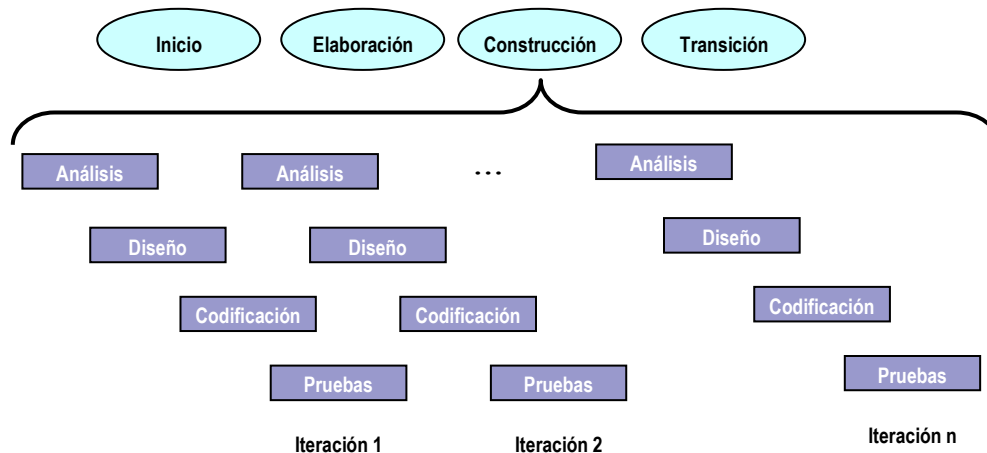 Inicio
Elaboración
Construcción
Transición
Análisis
Análisis
...
Análisis
Diseño
Diseño
Diseño
Codificación
Codificación
Codificación
Pruebas
Pruebas
Pruebas
Iteración 1
Iteración 2
Iteración n